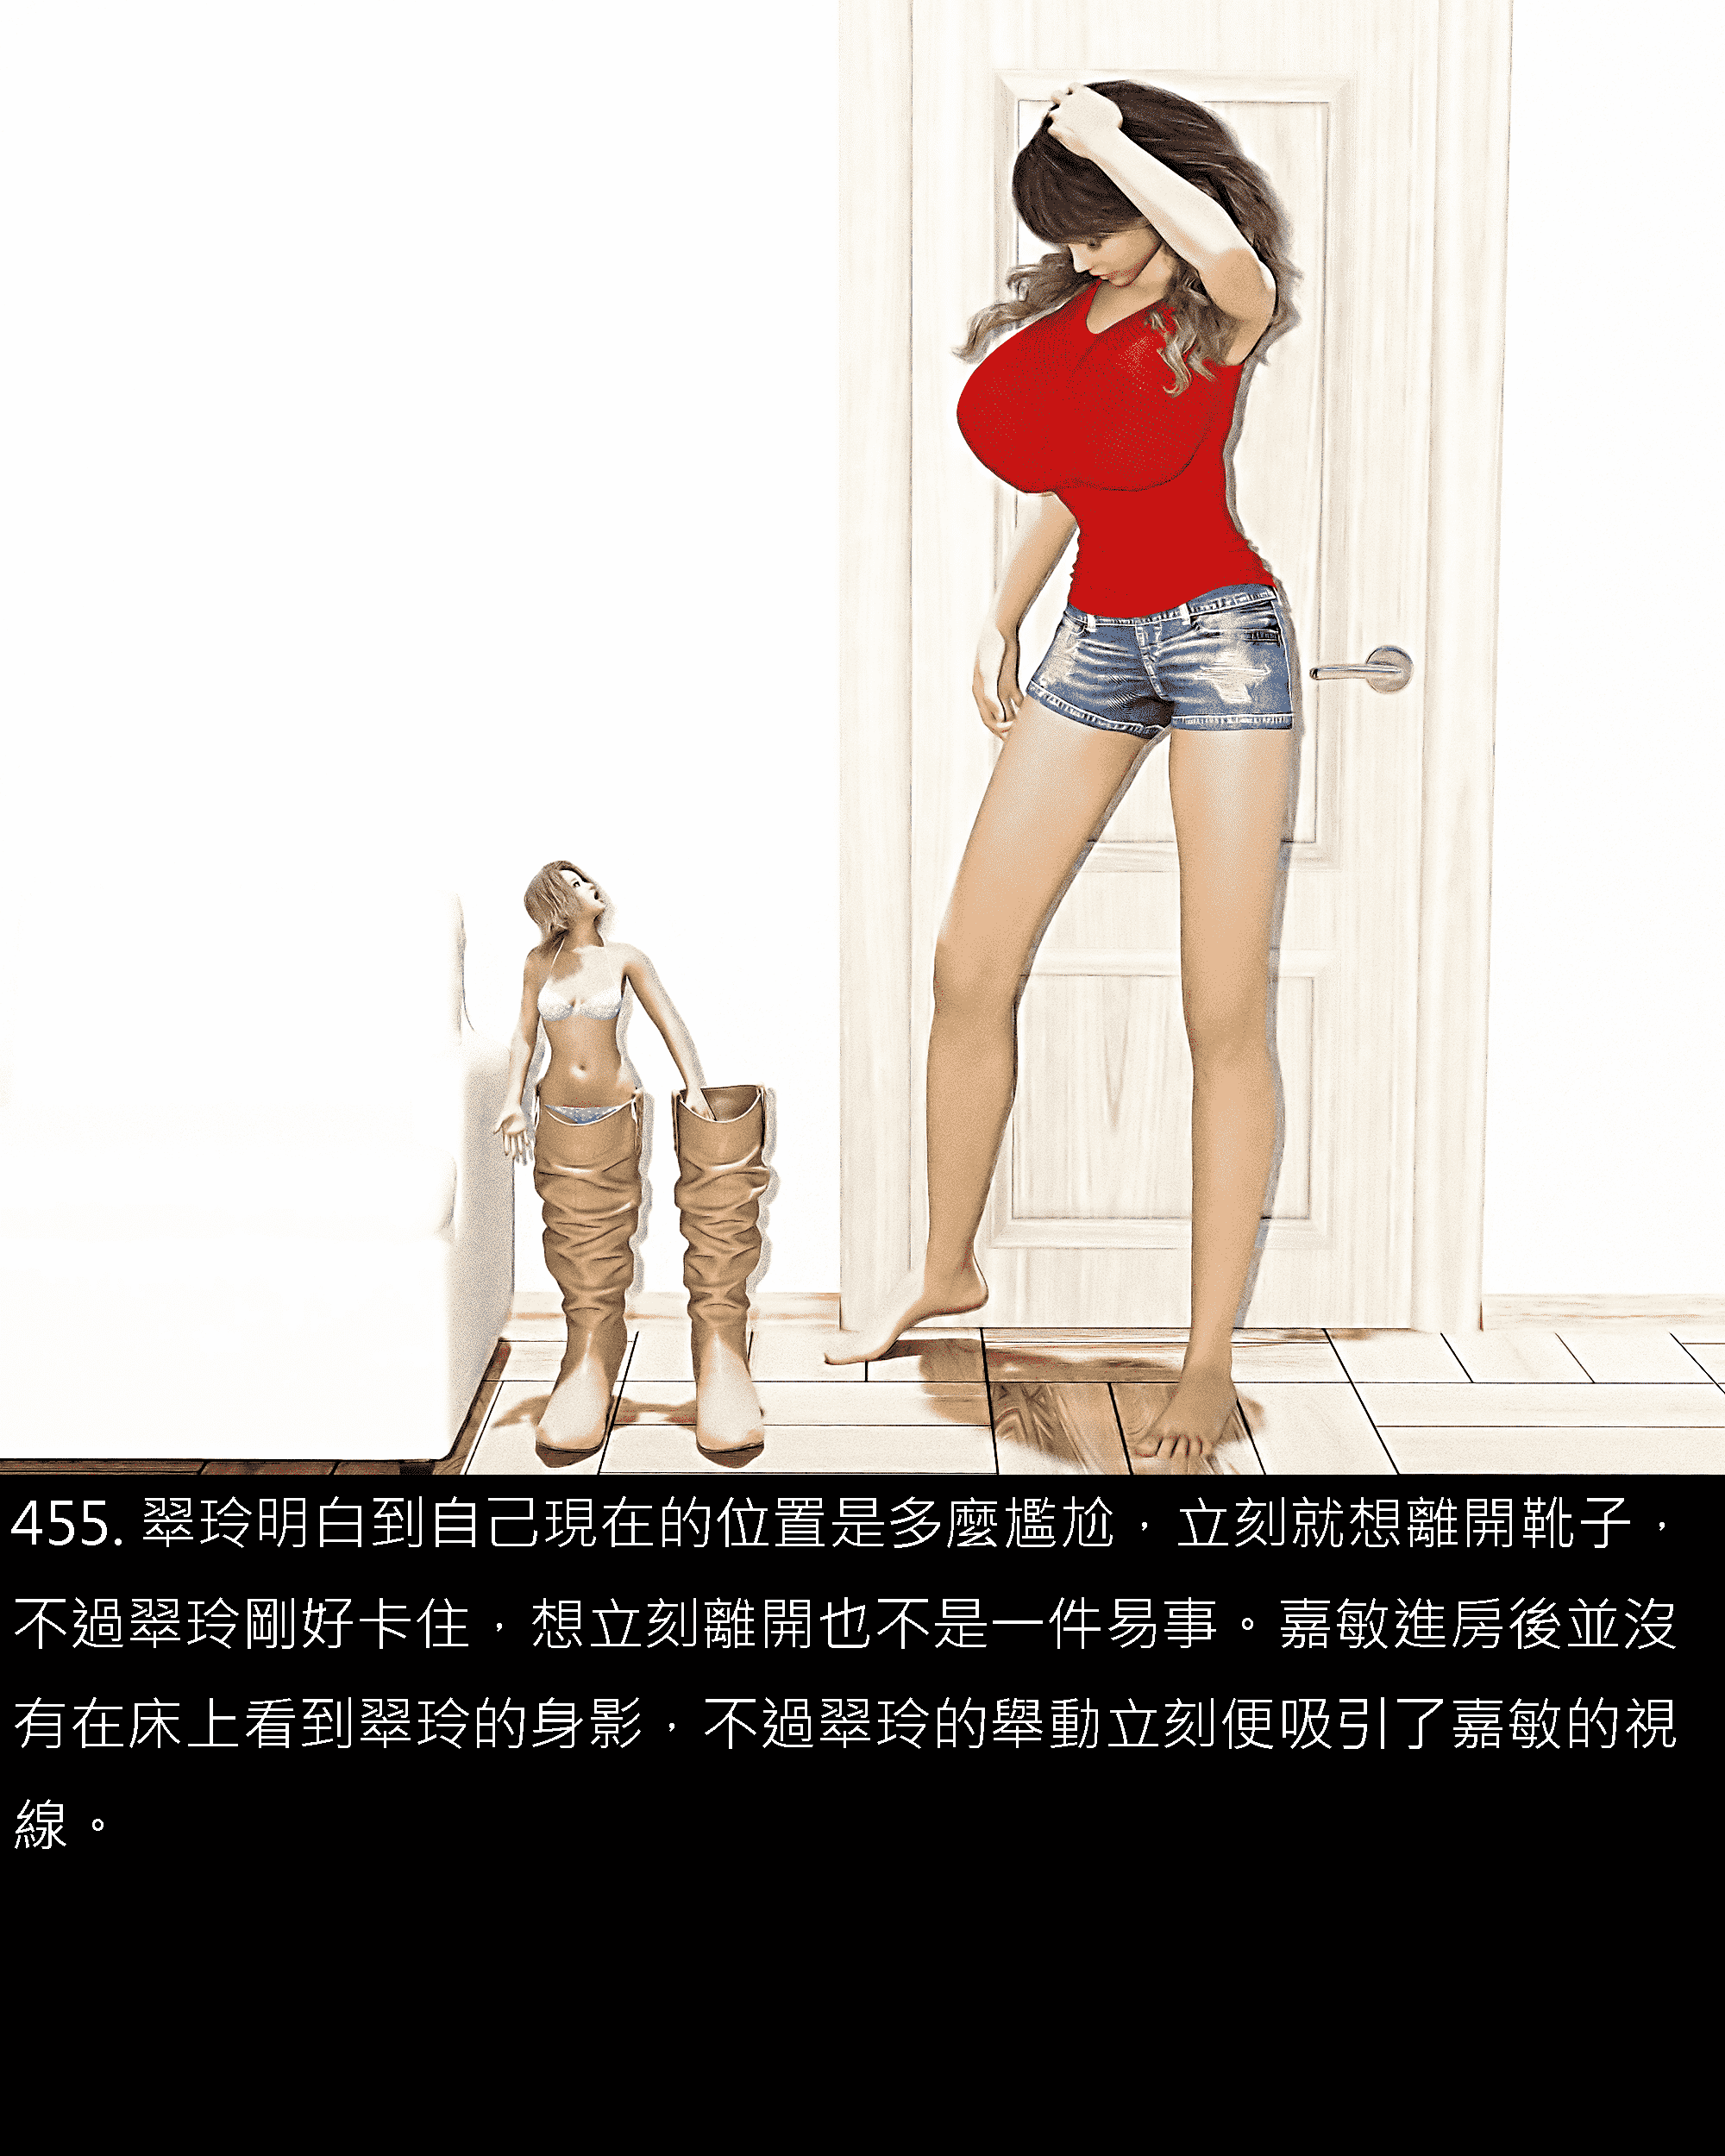 455. 翠玲明白到自己現在的位置是多麼尷尬，立刻就想離開靴子，
不過翠玲剛好卡住，想立刻離開也不是一件易事。嘉敏進房後並沒
有在床上看到翠玲的身影，不過翠玲的舉動立刻便吸引了嘉敏的視
線。